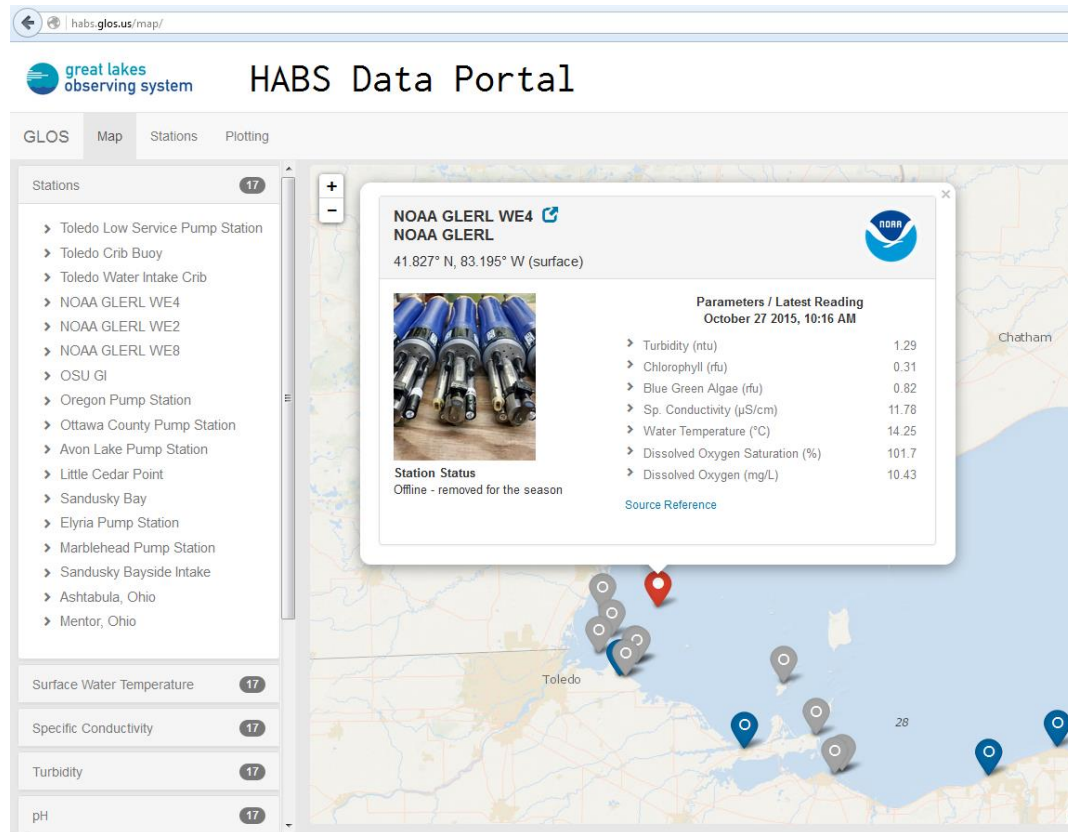 habs.glos.us/map/
great lakes
observing system
HABS Data Portal
GLOS Map Stations Plotting
Stations 17
Toledo Low Service Pump Station
Toledo Crib Buoy
Toledo Water Intake Crib
NOAA GLERL WE4
NOAA GLERL WE2
NOAA GLERL WE8
OSU GI
Oregon Pump Station
Ottawa County Pump Station
Avon Lake Pump Station
Little Cedar Point
Sandusky Bay
Elyria Pump Station
Marblehead Pump Station
Sandusky Bayside Intake
Ashtabula, Ohio
Mentor, Ohio
Surface Water Temperature 17
Specific Conductivity 17
Turbidity 17
pH 17
+
−
×
NOAA GLERL WE4
NOAA GLERL
41.827° N, 83.195° W (surface)
NOAA
Station Status
Offline - removed for the season
Parameters / Latest Reading
October 27 2015, 10:16 AM
Turbidity (ntu) 1.29
Chlorophyll (rfu) 0.31
Blue Green Algae (rfu) 0.82
Sp. Conductivity (µS/cm) 11.78
Water Temperature (°C) 14.25
Dissolved Oxygen Saturation (%) 101.7
Dissolved Oxygen (mg/L) 10.43
Source Reference
Chatham
Toledo
28